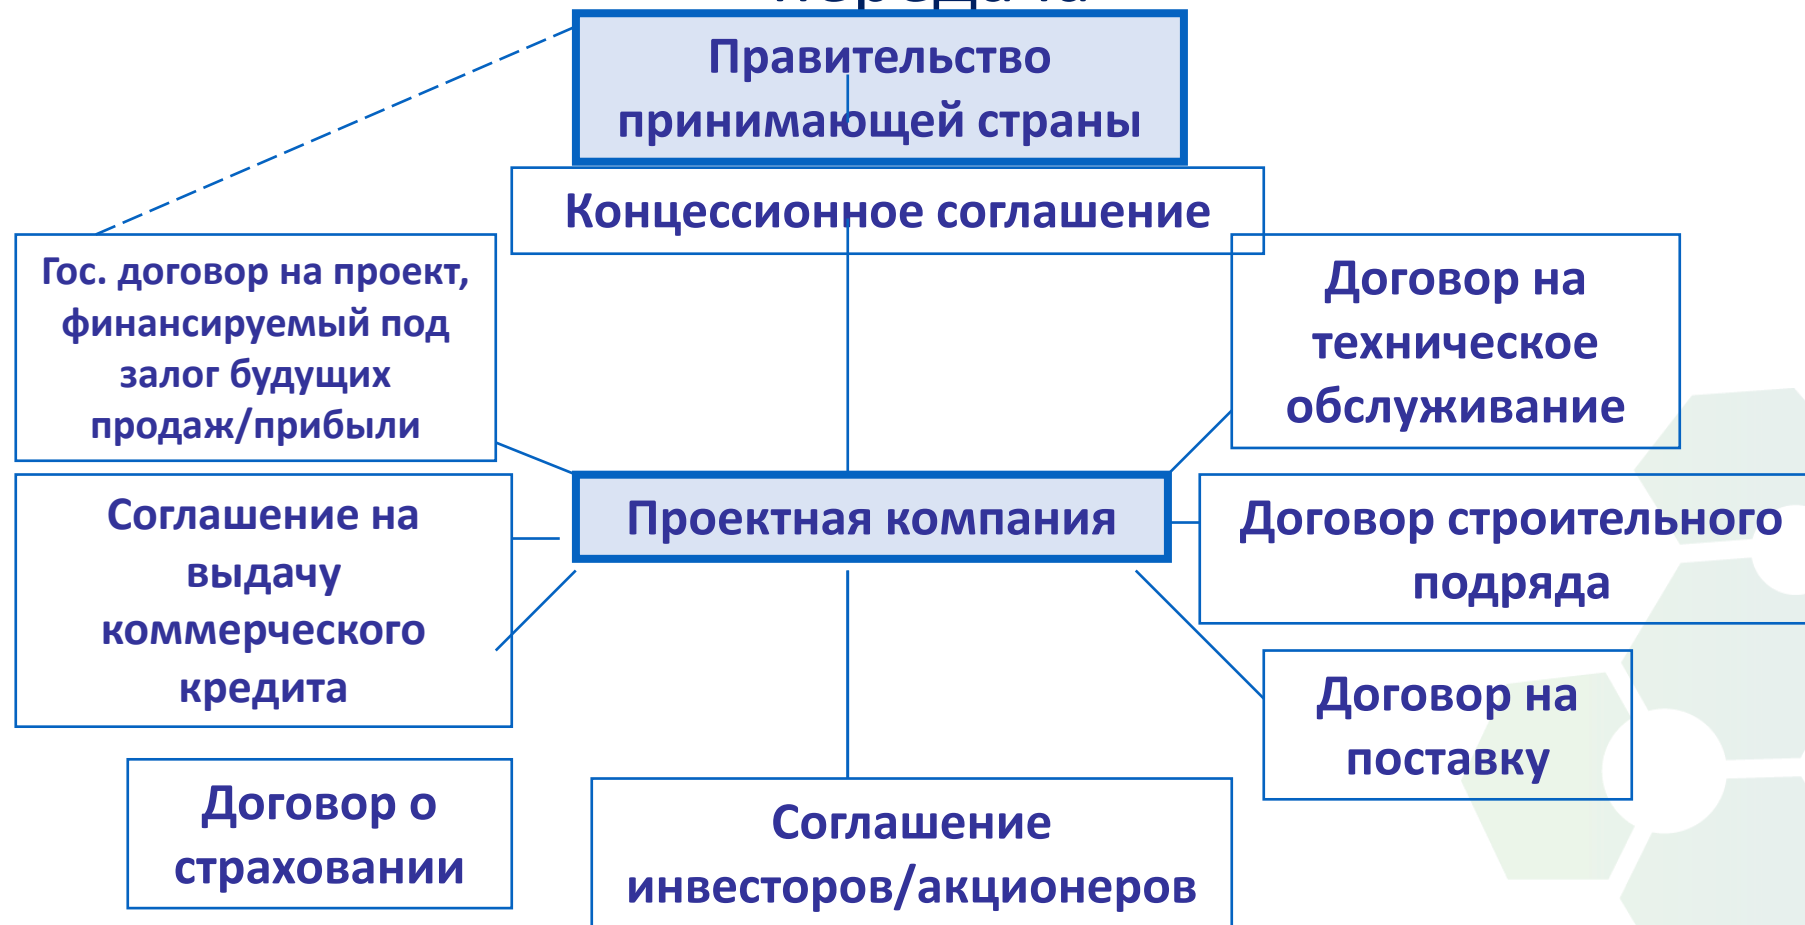 передача
Правительство
принимающей страны
Концессионное соглашение
Гос. договор на проект,
финансируемый под
залог будущих
продаж/прибыли
Договор на
техническое
обслуживание
Соглашение на
выдачу
коммерческого
кредита
Проектная компания
Договор строительного
подряда
Договор на
поставку
Договор о
страховании
Соглашение
инвесторов/акционеров